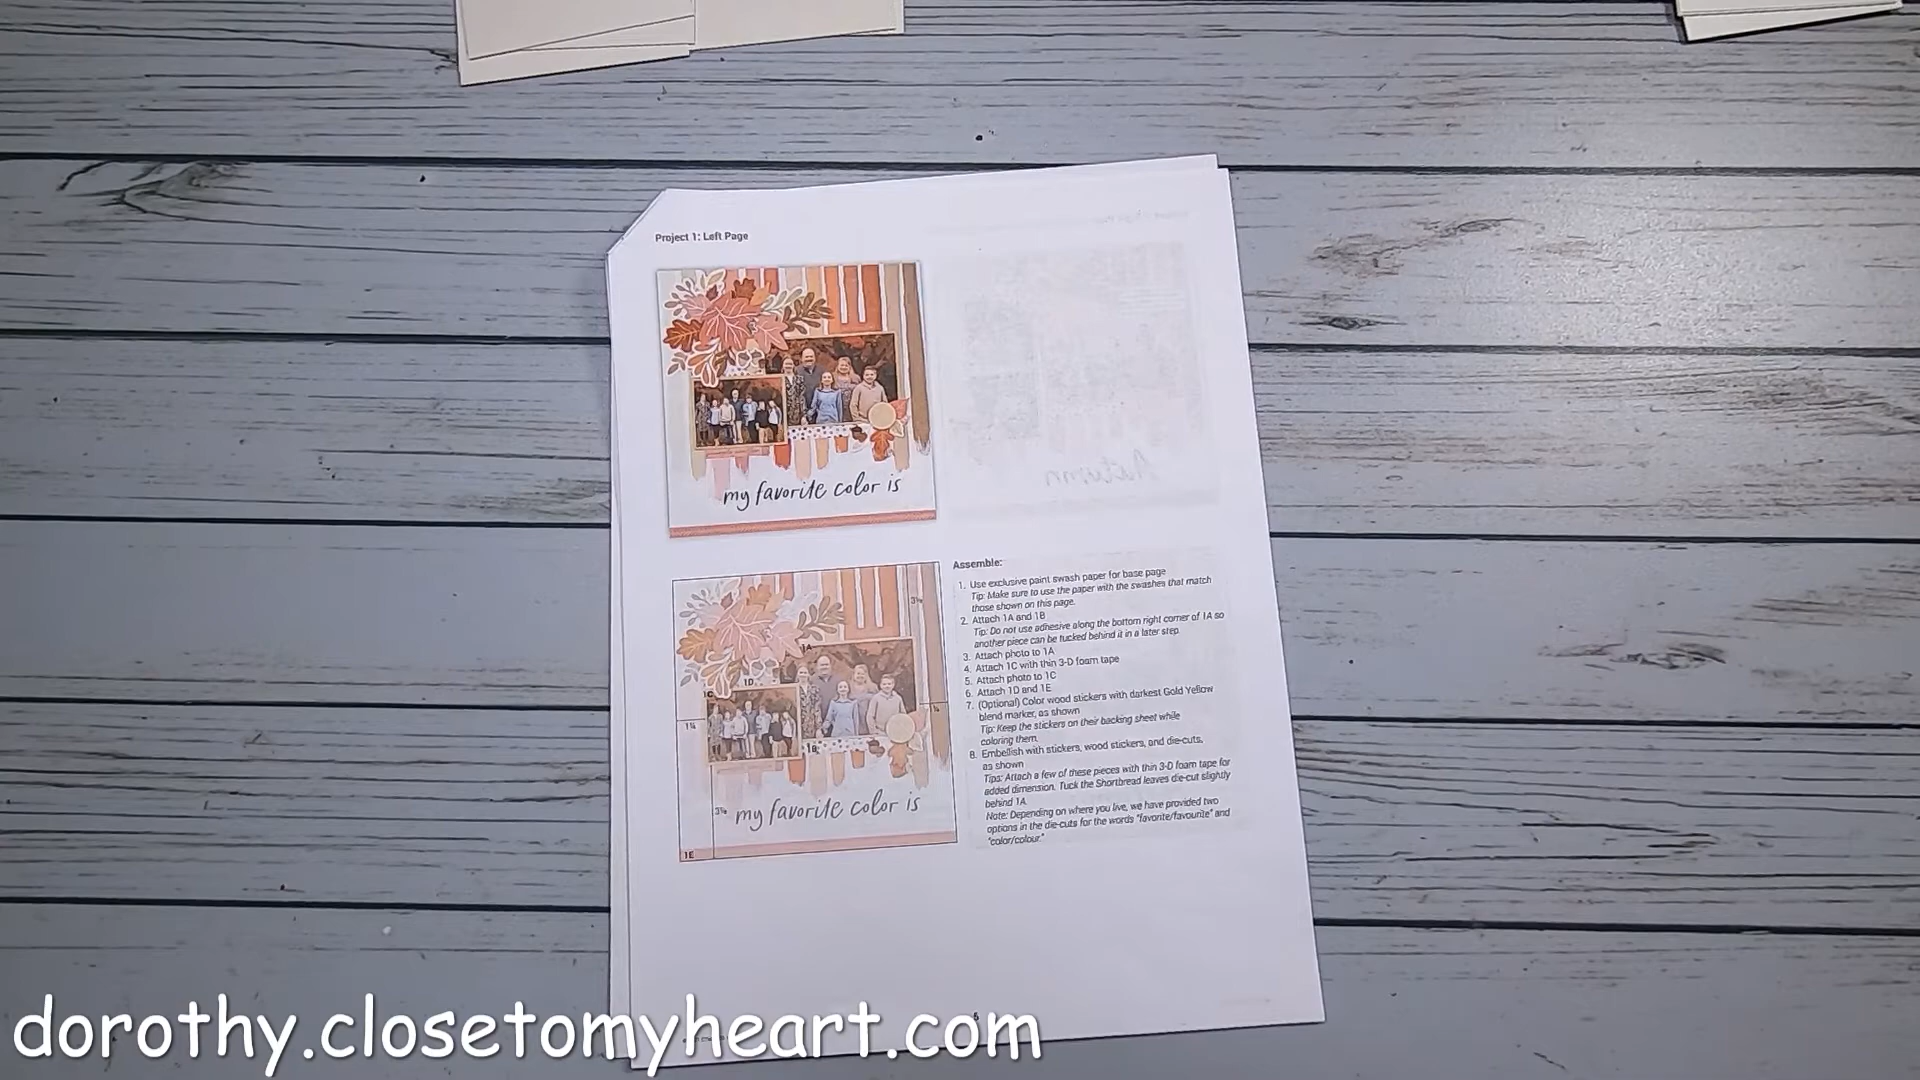 Project 1: Left Page
my favorite color is
Assemble:
1. Use exclusive paint swash paper for base page
Tip: Make sure to use the paper with the swashes that match
those shown on this page.
2. Attach 1A and 1B
Tip: Do not use adhesive along the bottom right corner of 1A so
another piece can be tucked behind it in a later step.
3. Attach photo to 1A
4. Attach 1C with thin 3-D foam tape
5. Attach photo to 1C
6. Attach 1D and 1E
7. (Optional) Color wood stickers with darkest Gold Yellow
blend marker, as shown
Tip: Keep the stickers on their backing sheet while
coloring them.
8. Embellish with stickers, wood stickers, and die-cuts,
as shown
Tips: Attach a few of these pieces with thin 3-D foam tape for
added dimension. Tuck the Shortbread leaves die-cut slightly
behind 1A.
Note: Depending on where you live, we have provided two
options in the die-cuts for the words "favorite/favourite" and
"color/colour."
1A
1D
1C
1B
my favorite color is
1E
Autumn
dorothy.closetomyheart.com